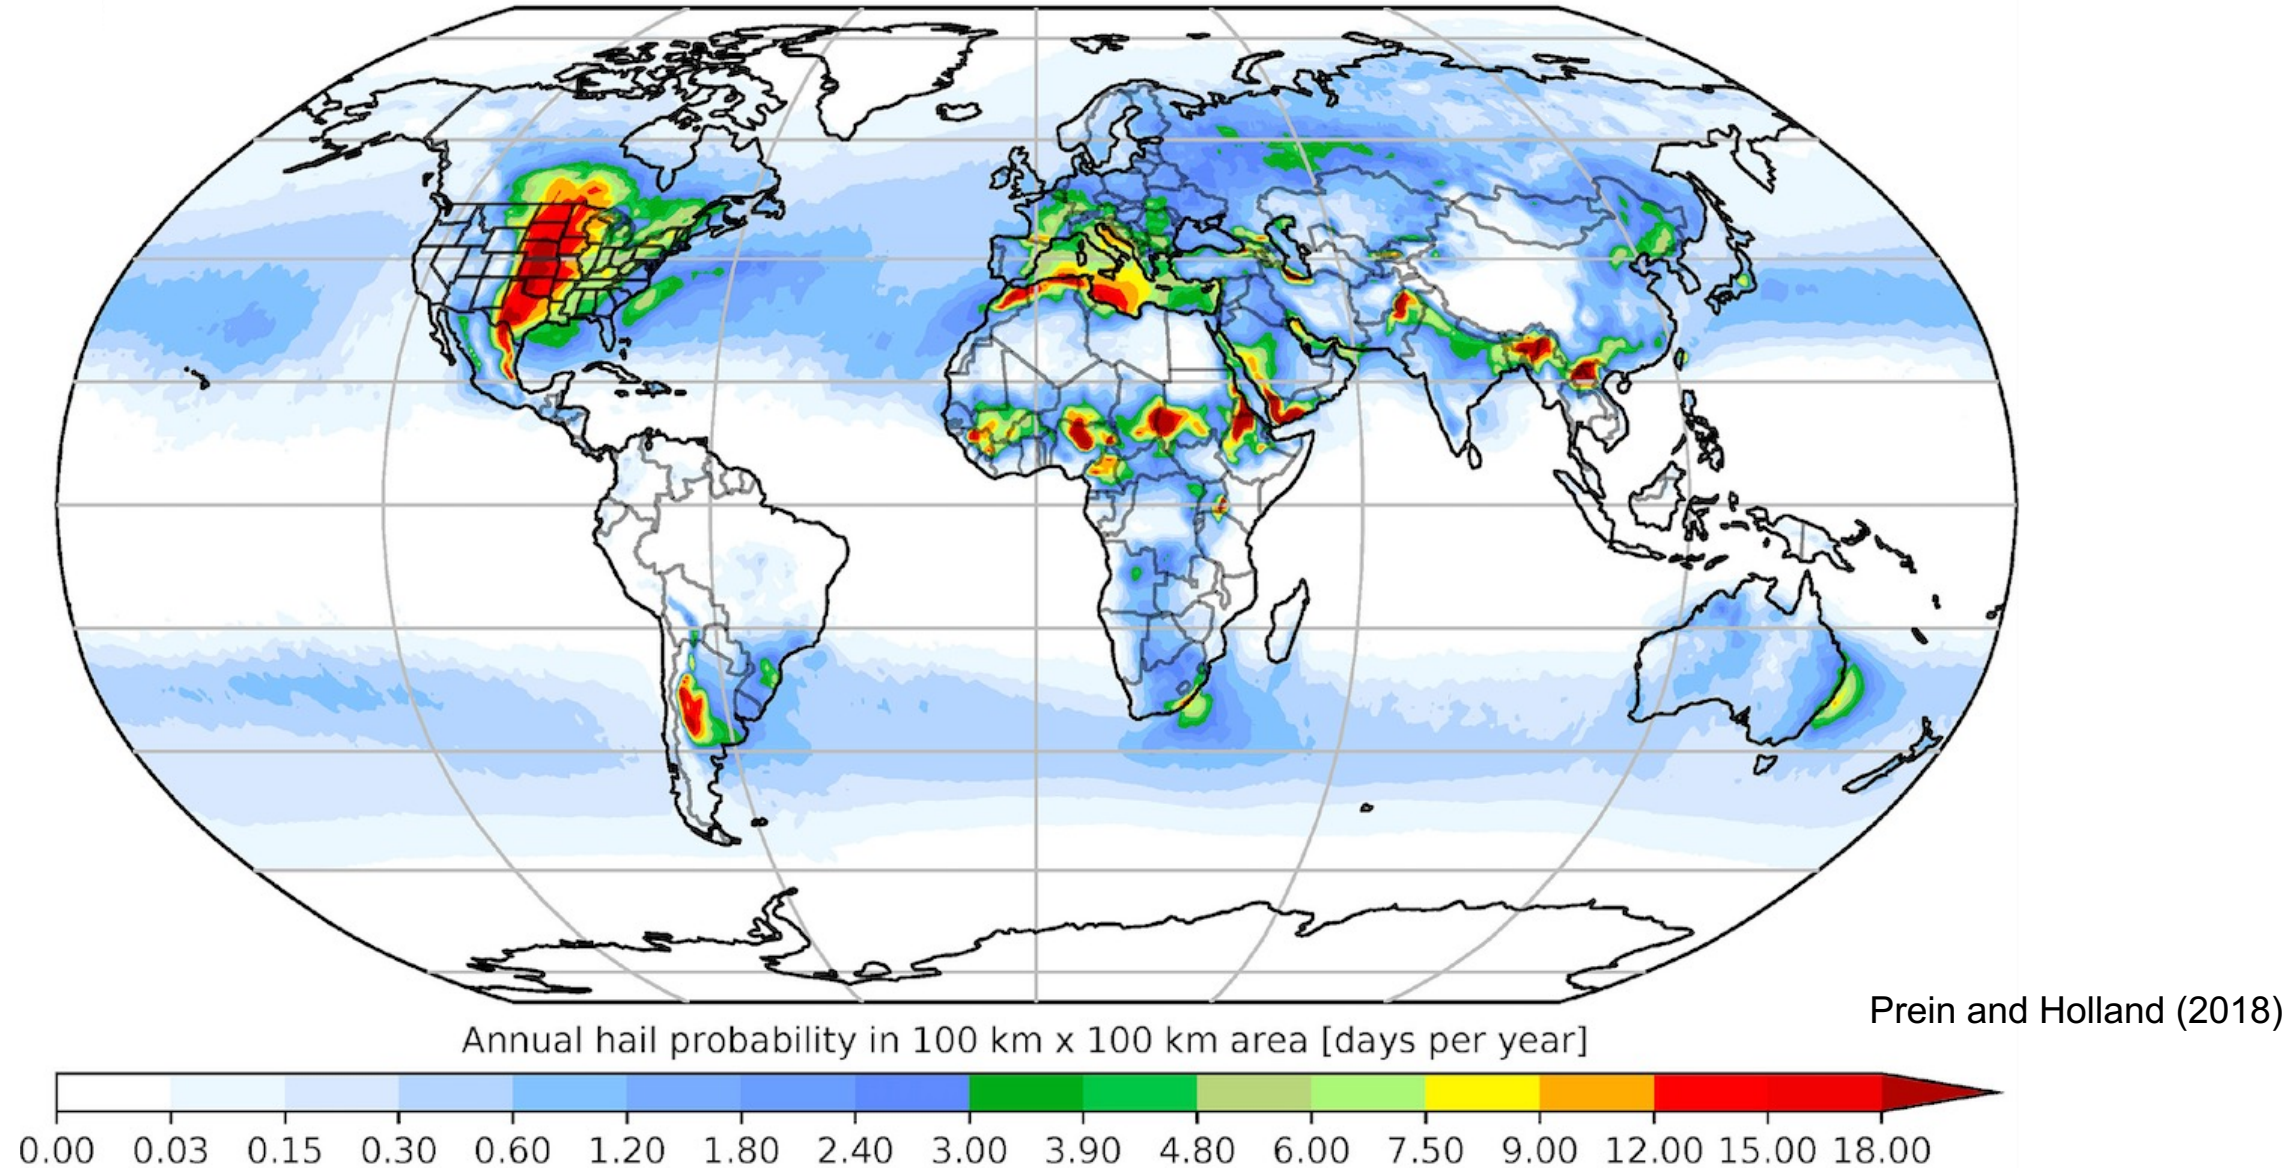 Prein and Holland (2018)
Annual hail probability in 100 km x 100 km area [days per year]
0.00 0.03 0.15 0.30 0.60 1.20 1.80 2.40 3.00 3.90 4.80 6.00 7.50 9.00 12.00 15.00 18.00